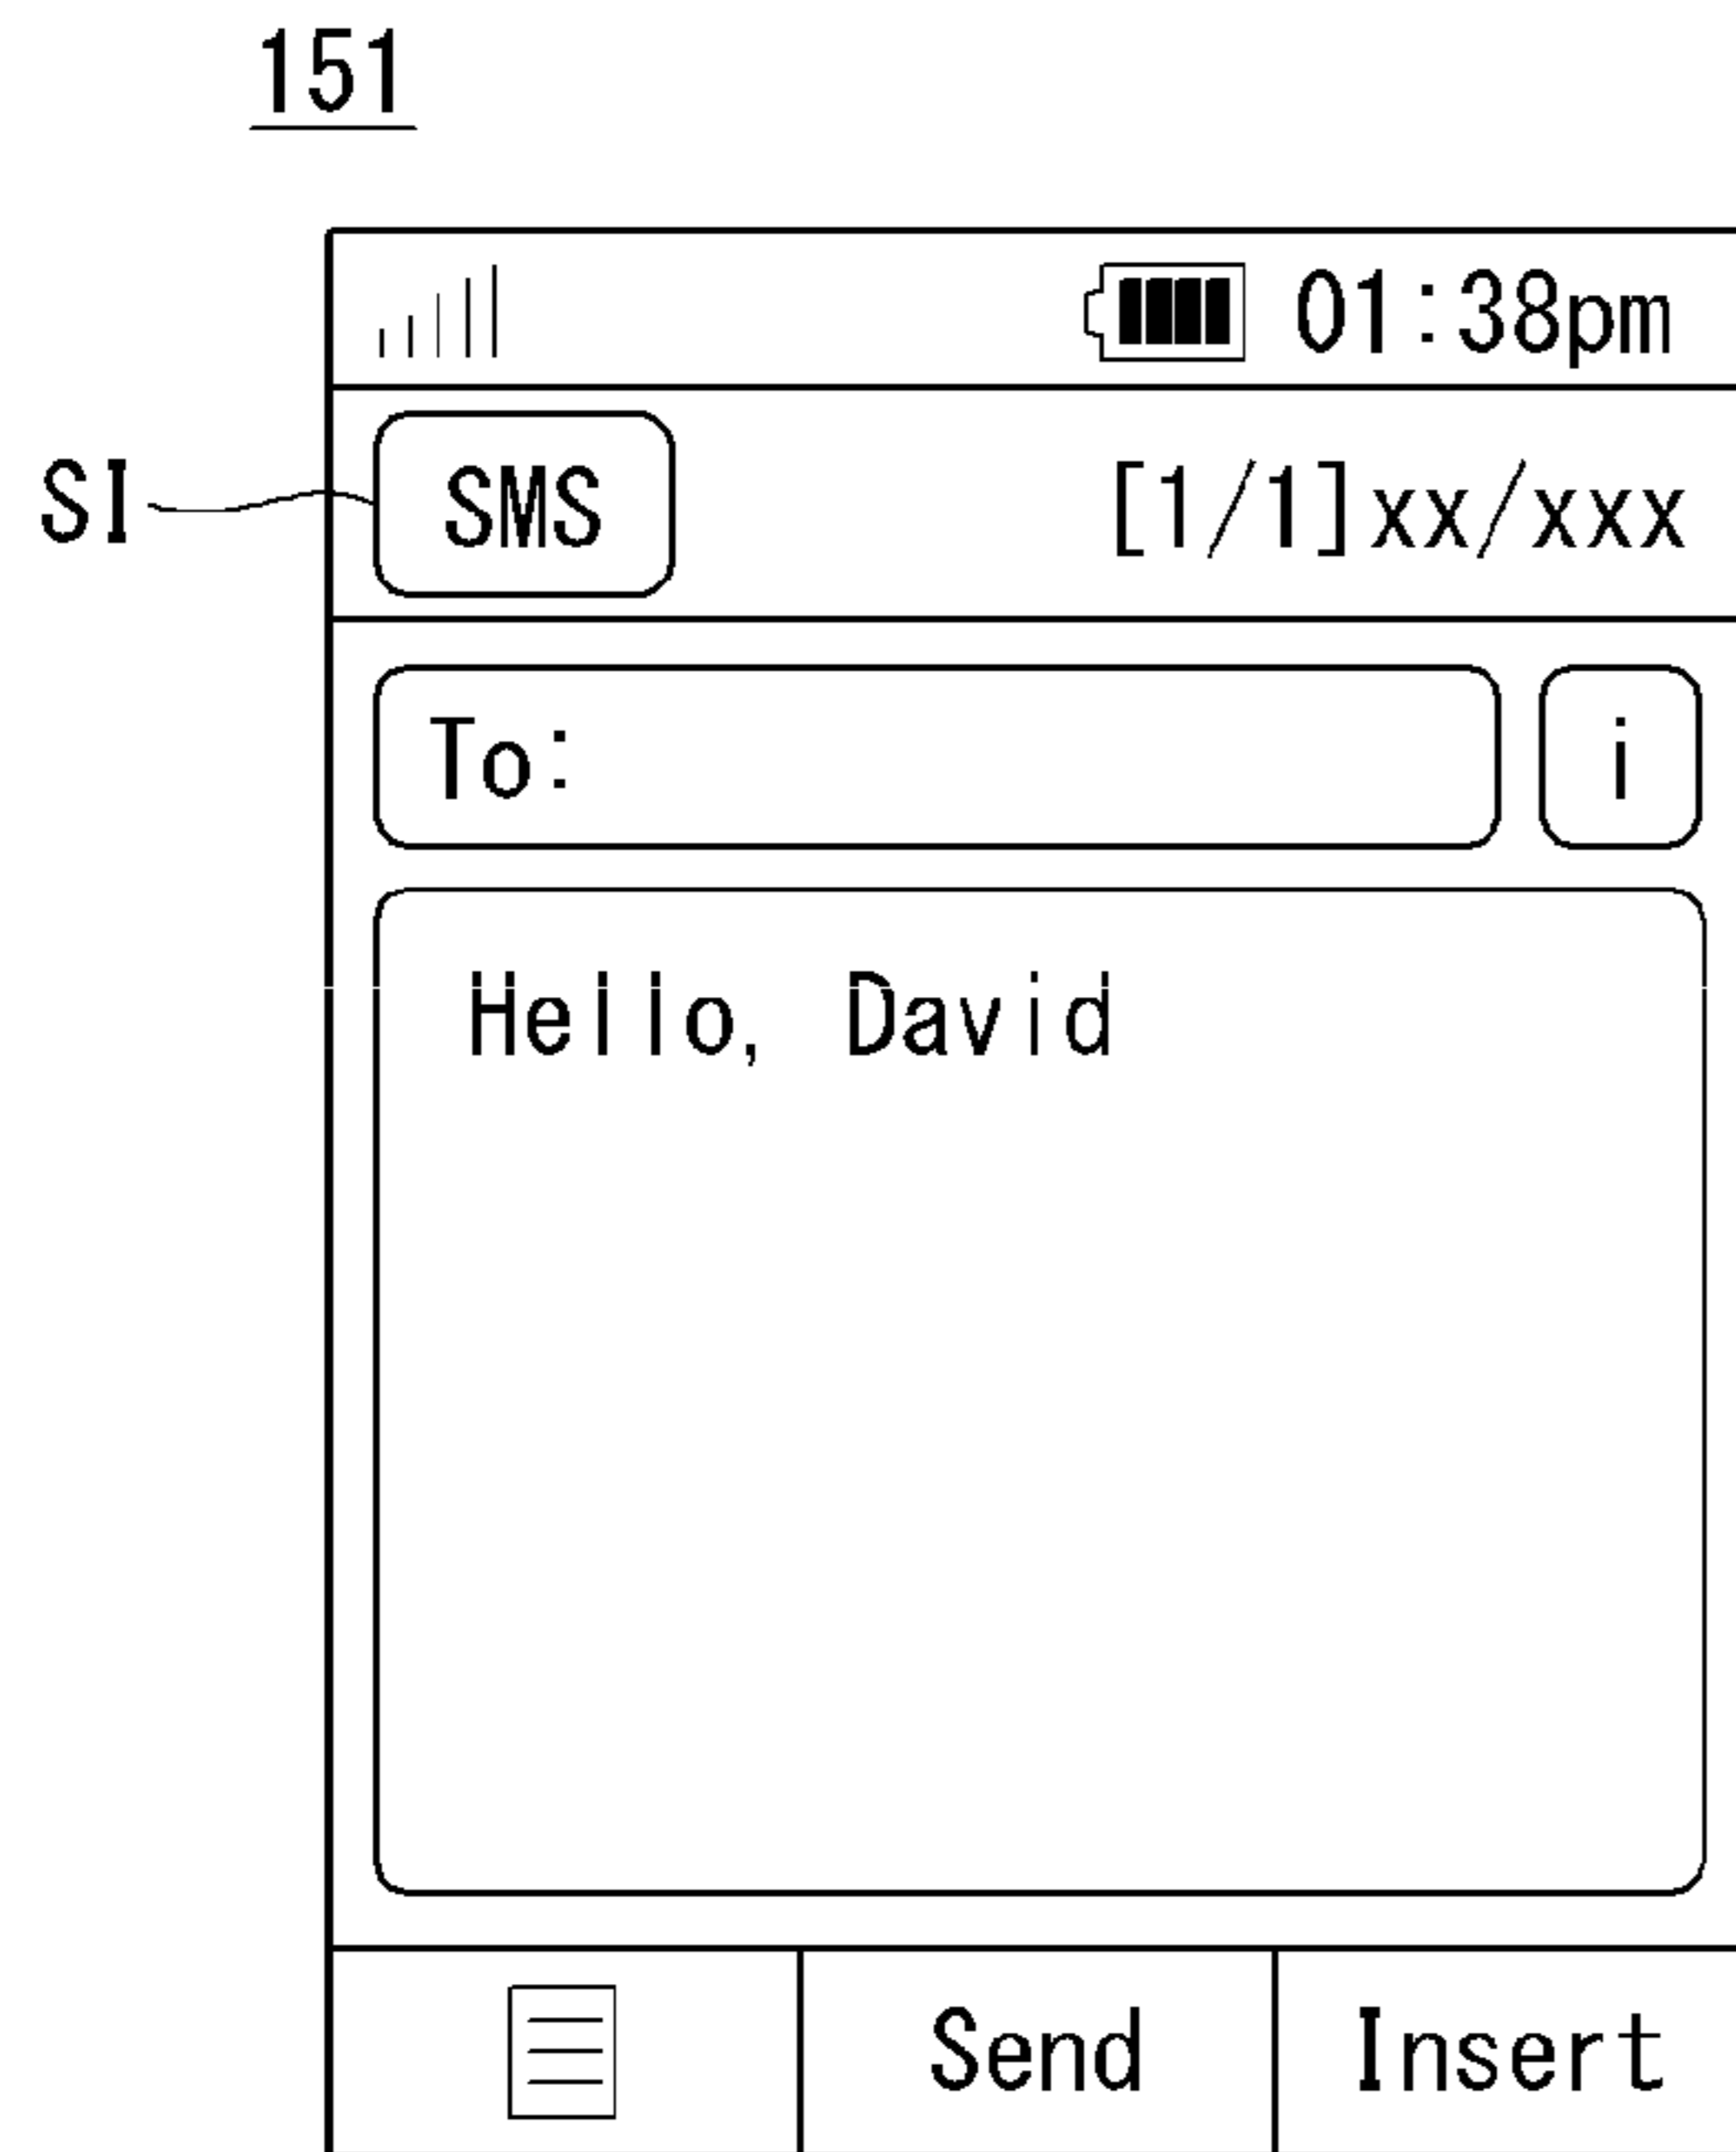 151
01:38pm
SI SMS [1/1]xx/xxx
To: i
Hello, David
Send Insert